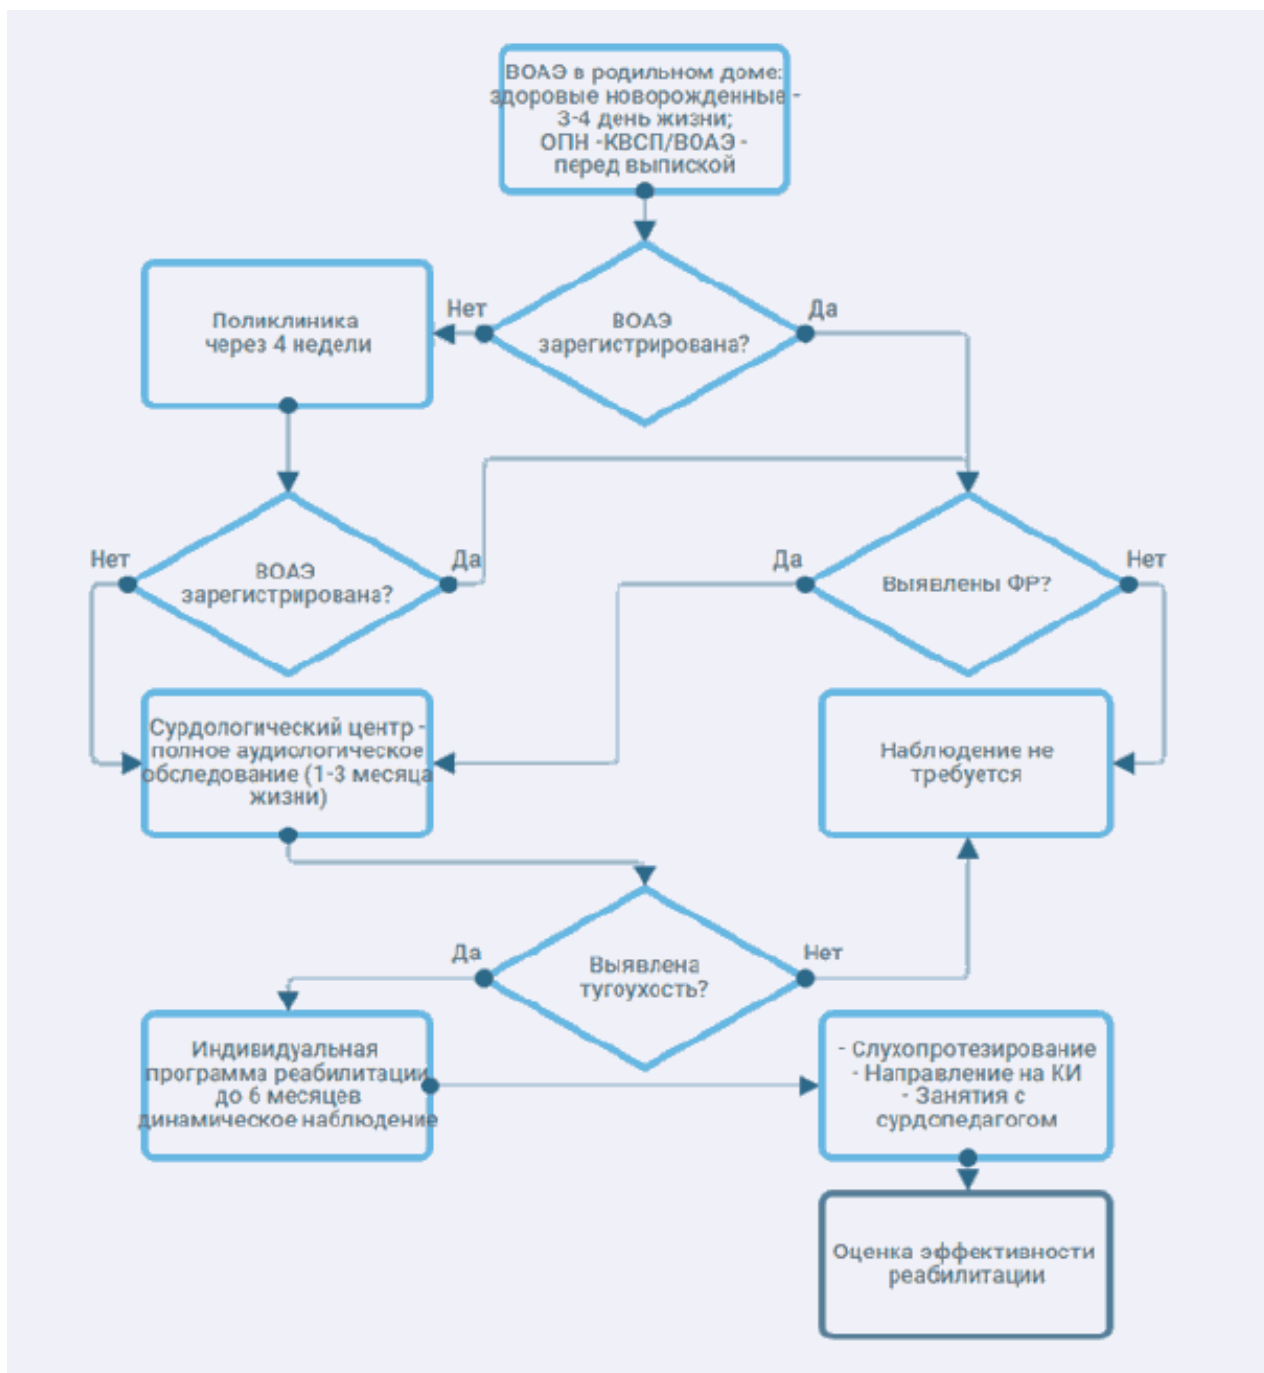 ВОАЭ в родильном доме:
здоровые новорожденные -
3-4 день жизни;
ОПН -КВСП/ВОАЭ -
перед выпиской
Нет
ВОАЭ
зарегистрирована?
Да
Поликлиника
через 4 недели
Нет
ВОАЭ
зарегистрирована?
Да
Да
Выявлены ФР?
Нет
Сурдологический центр -
полное аудиологическое
обследование (1-3 месяца
жизни)
Наблюдение не
требуется
Да
Выявлена
тугоухость?
Нет
Индивидуальная
программа реабилитации
до 6 месяцев
динамическое наблюдение
- Слухопротезирование
- Направление на КИ
- Занятия с
сурдопедагогом
Оценка эффективности
реабилитации